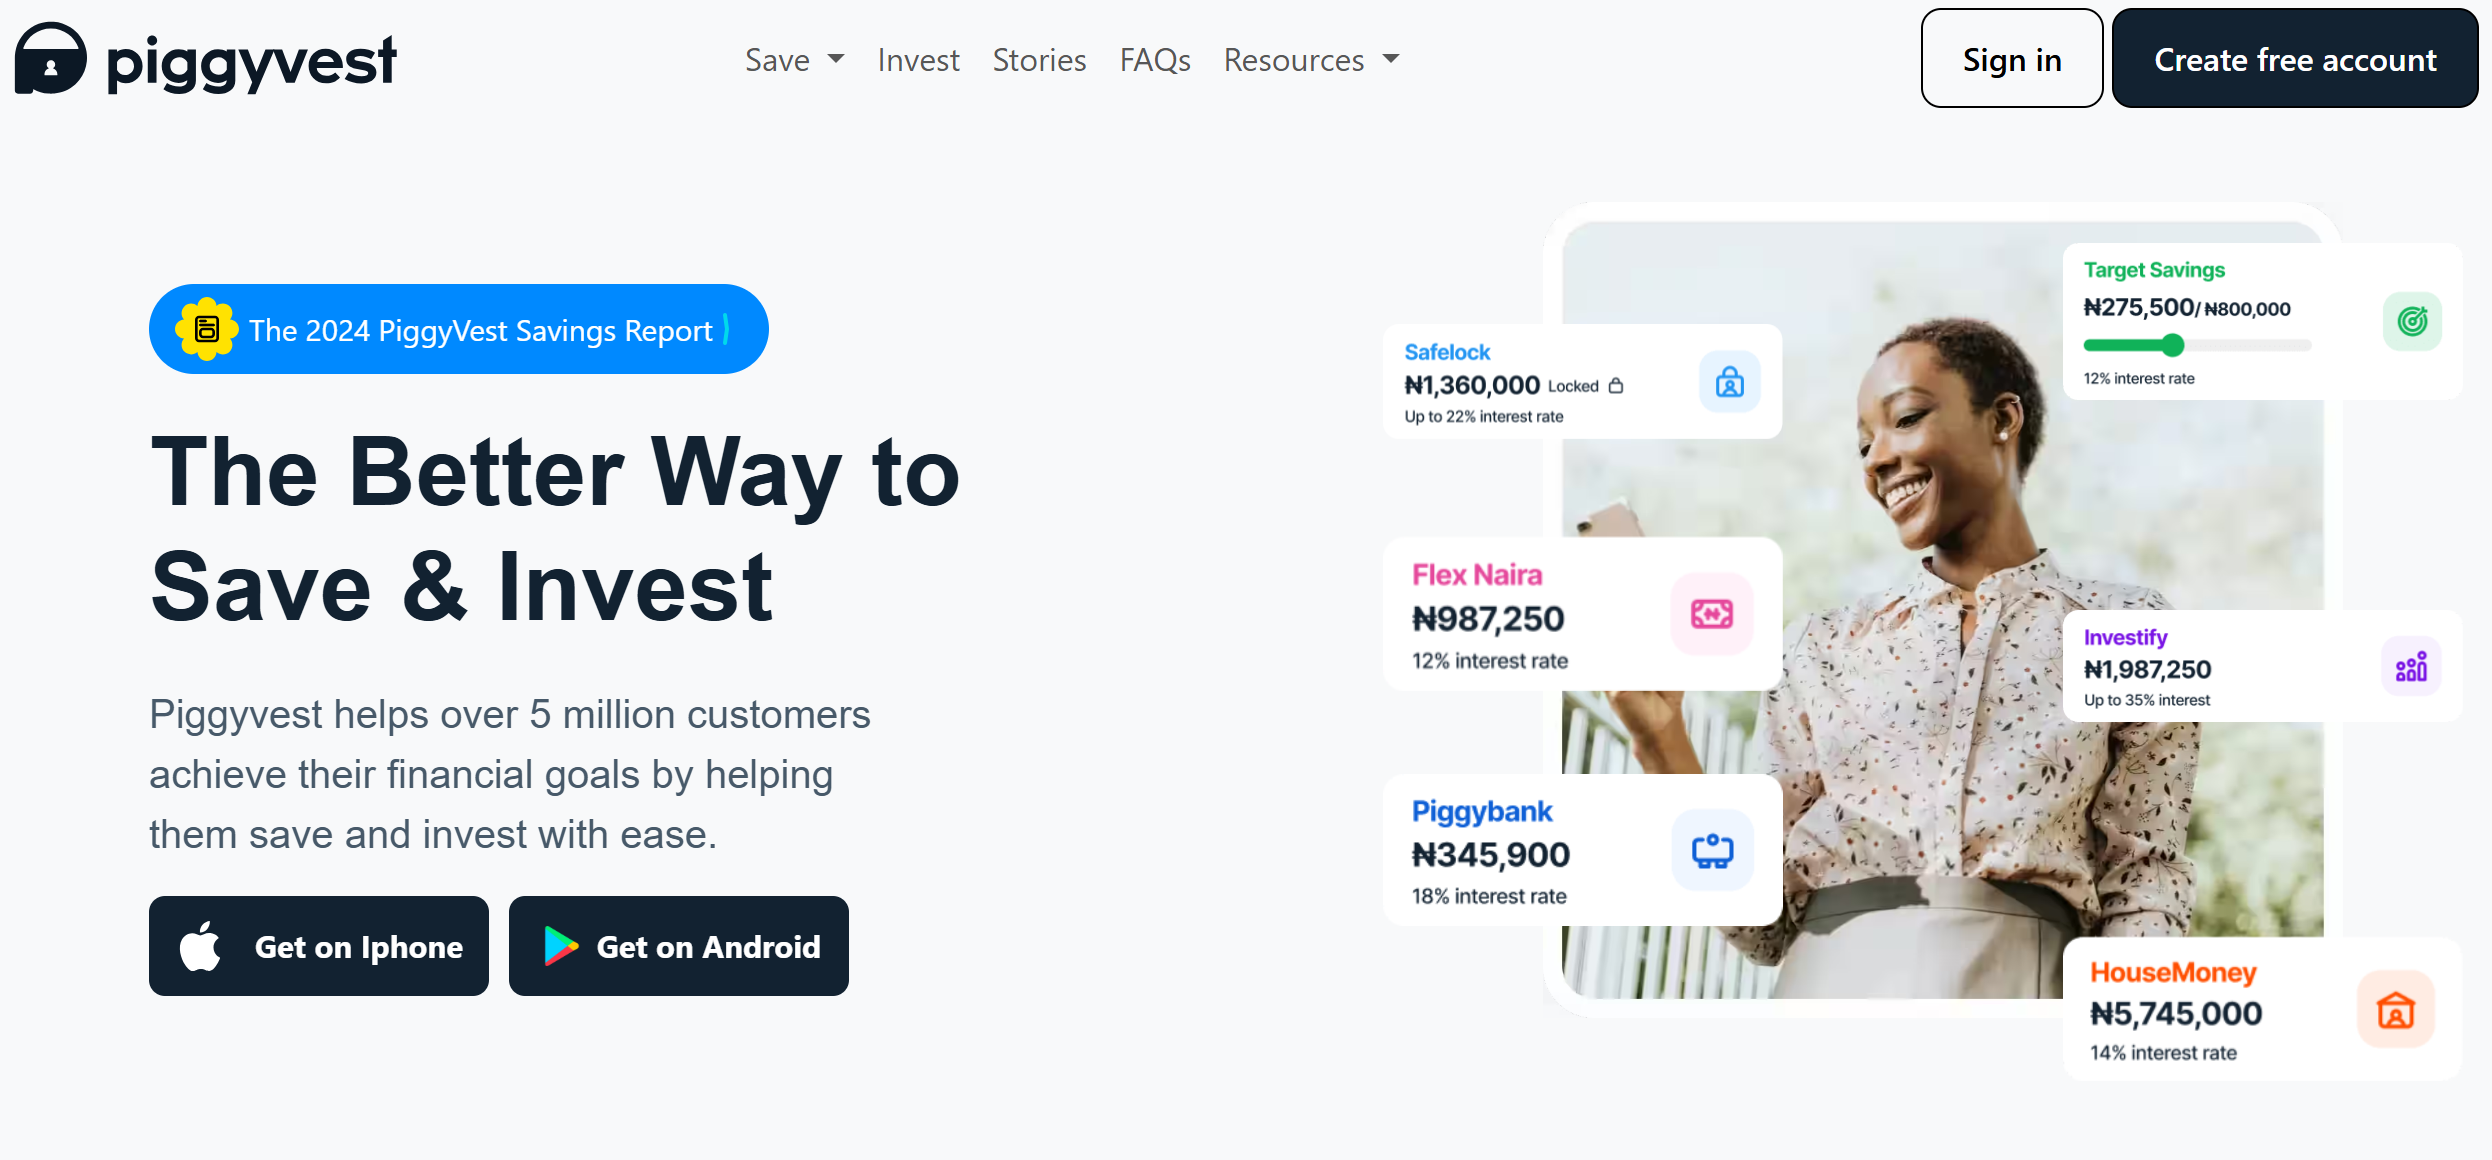 piggyvest
Save
Invest
Stories
FAQs
Resources
Sign in
Create free account
The 2024 PiggyVest Savings Report
The Better Way to
Save & Invest
Piggyvest helps over 5 million customers
achieve their financial goals by helping
them save and invest with ease.
Get on Iphone
Get on Android
Safelock
₦1,360,000 Locked
Up to 22% interest rate
Flex Naira
₦987,250
12% interest rate
Piggybank
₦345,900
18% interest rate
Target Savings
₦275,500/ ₦800,000
12% interest rate
Investify
₦1,987,250
Up to 35% interest
HouseMoney
₦5,745,000
14% interest rate